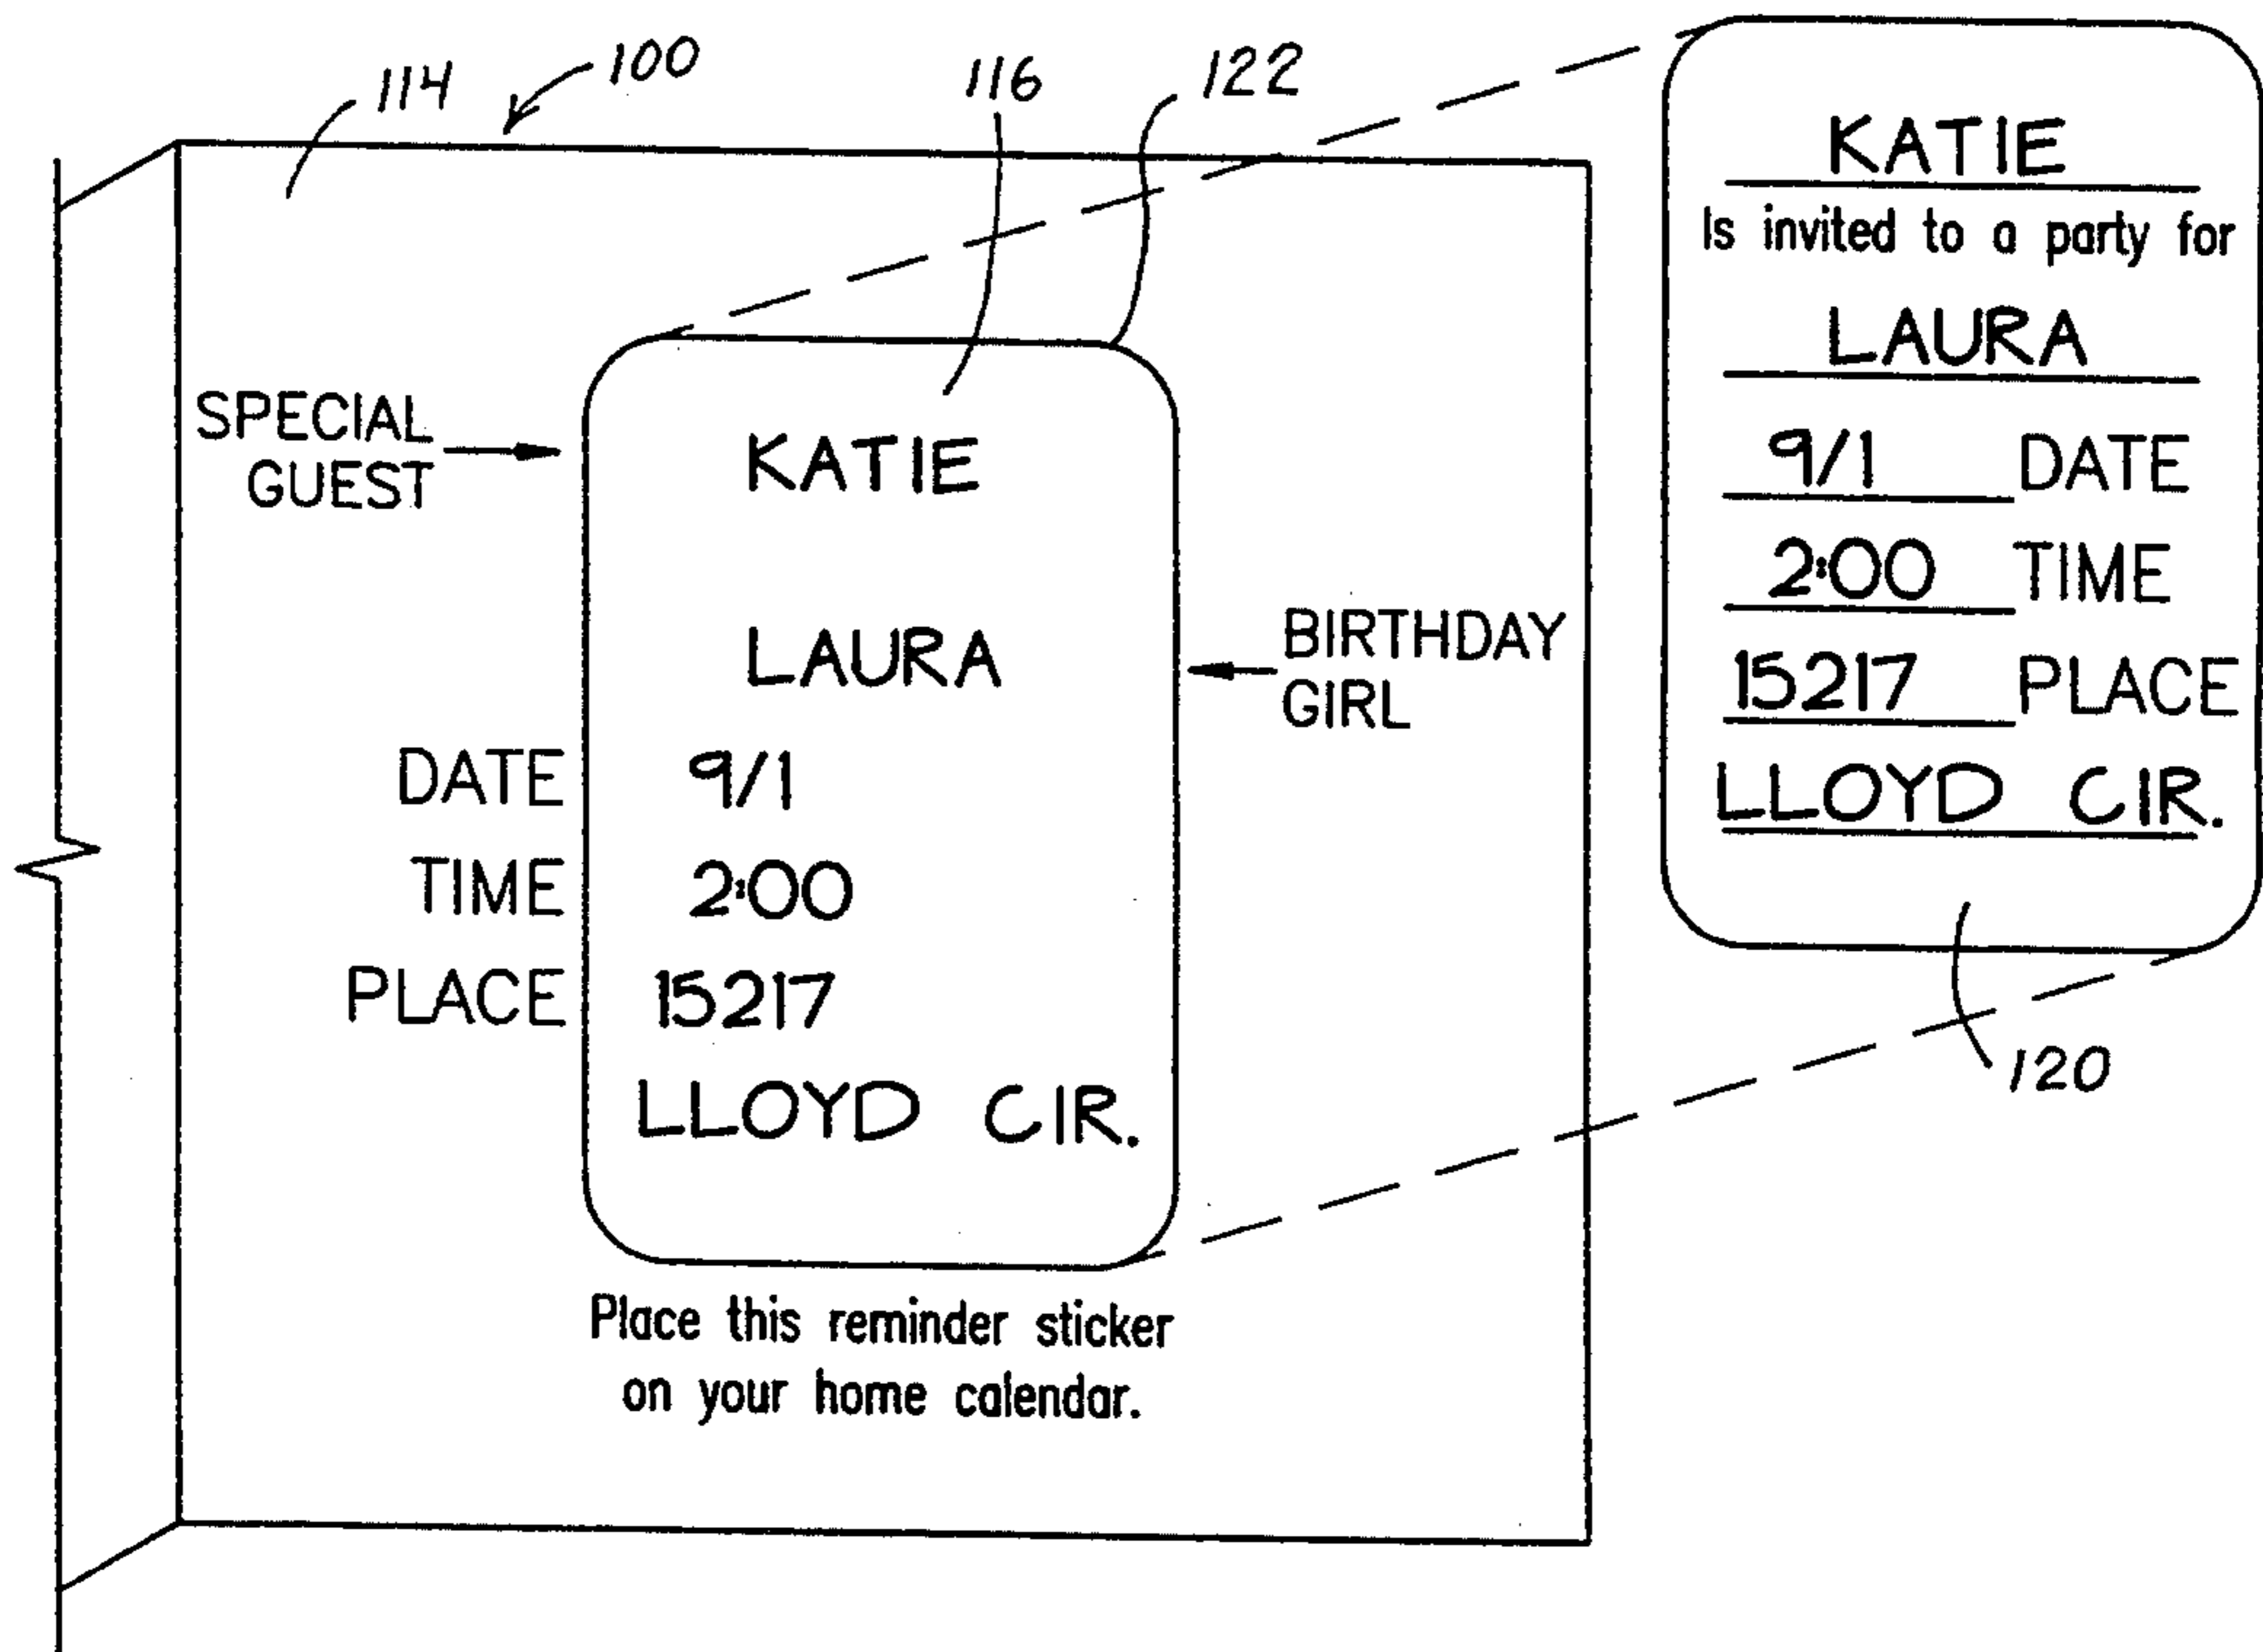 114
100
116
122
SPECIAL
GUEST
KATIE
LAURA
BIRTHDAY
GIRL
DATE 9/1
TIME 2:00
PLACE 15217
LLOYD CIR.
Place this reminder sticker
on your home calendar.
KATIE
Is invited to a party for
LAURA
9/1 DATE
2:00 TIME
15217 PLACE
LLOYD CIR.
120